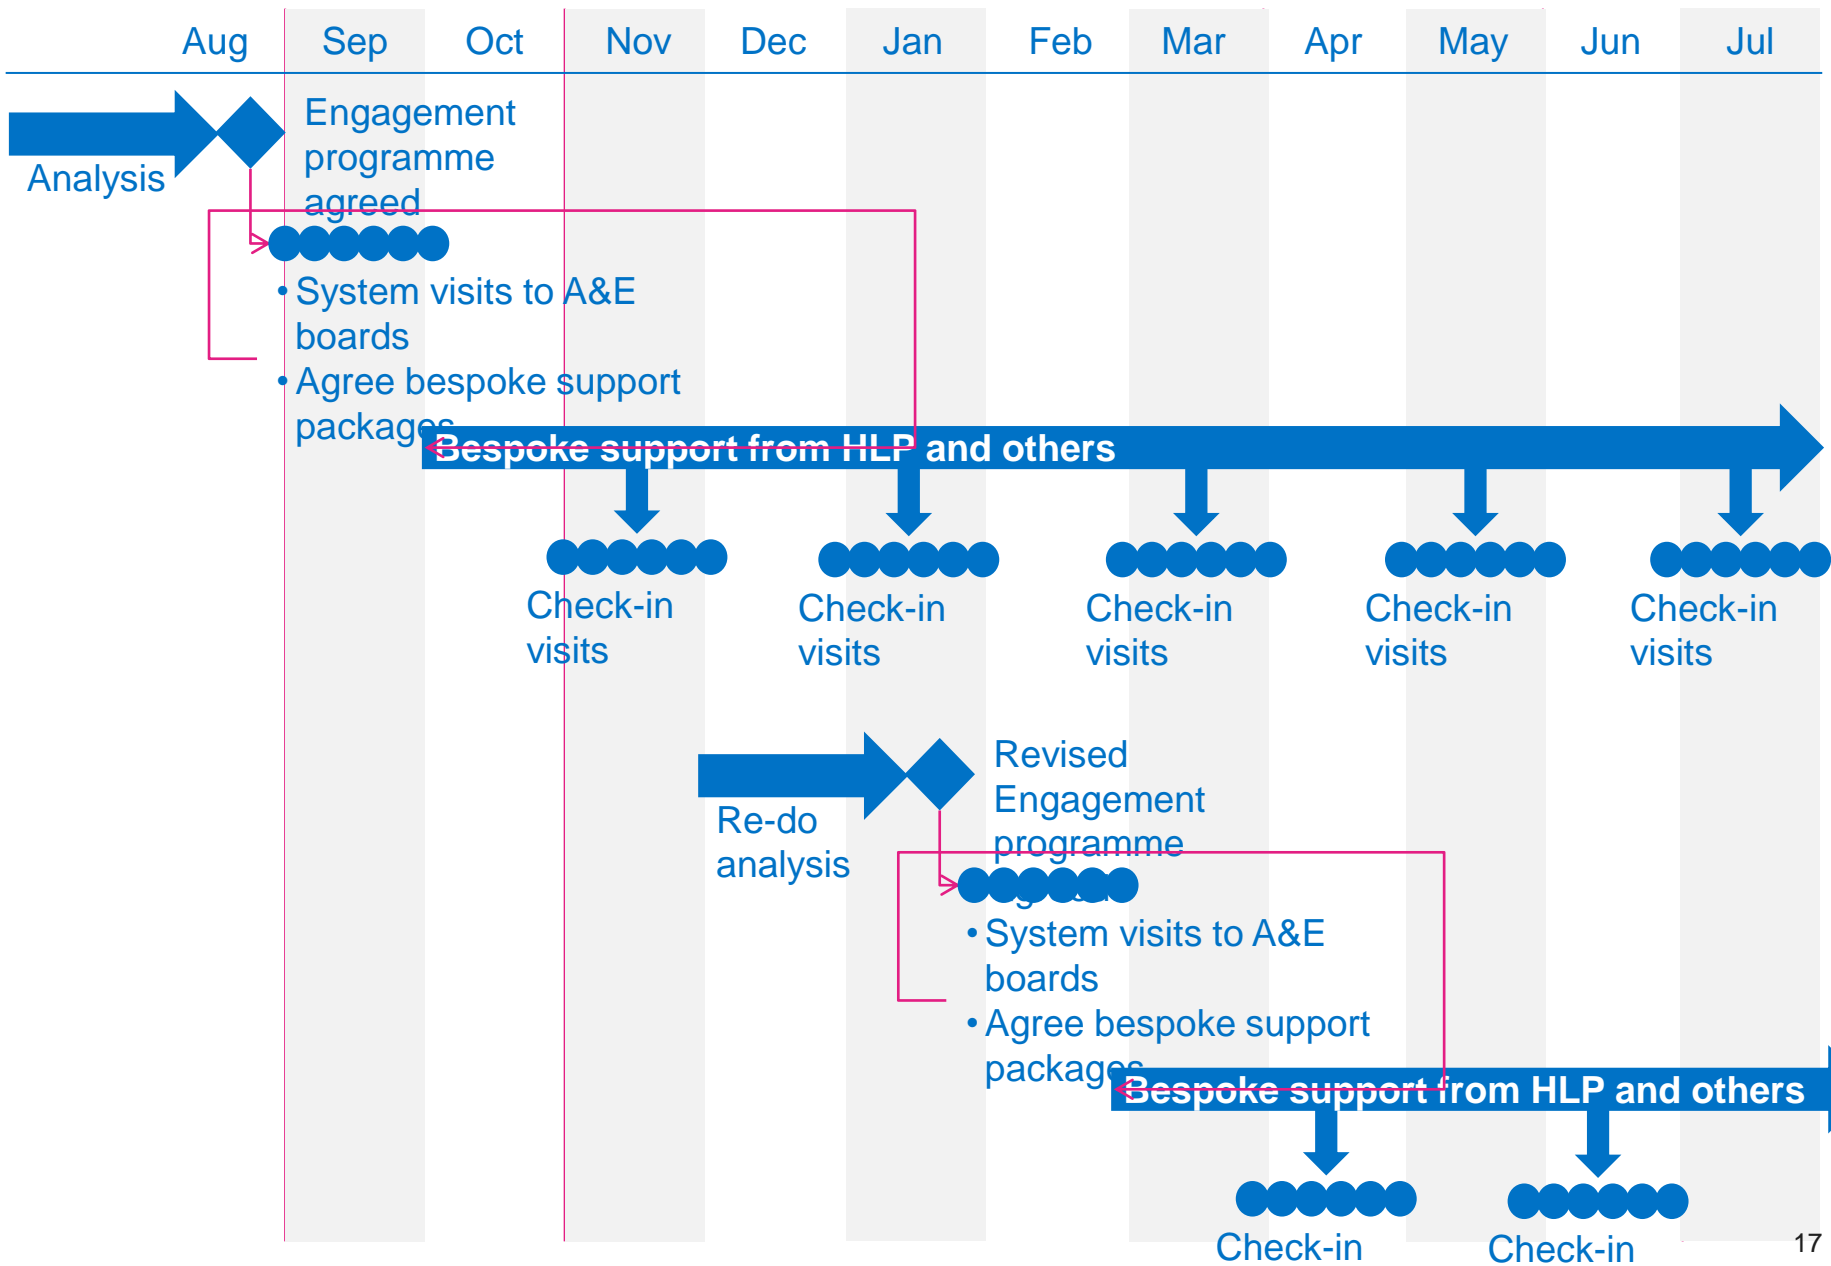 Aug Sep Oct Nov Dec Jan Feb Mar Apr May Jun Jul
Analysis
Engagement
programme
agreed
• System visits to A&E
boards
• Agree bespoke support
packages
Bespoke support from HLP and others
Check-in
visits
Check-in
visits
Check-in
visits
Check-in
visits
Check-in
visits
Re-do
analysis
Revised
Engagement
programme
• System visits to A&E
boards
• Agree bespoke support
packages
Bespoke support from HLP and others
Check-in
Check-in
17